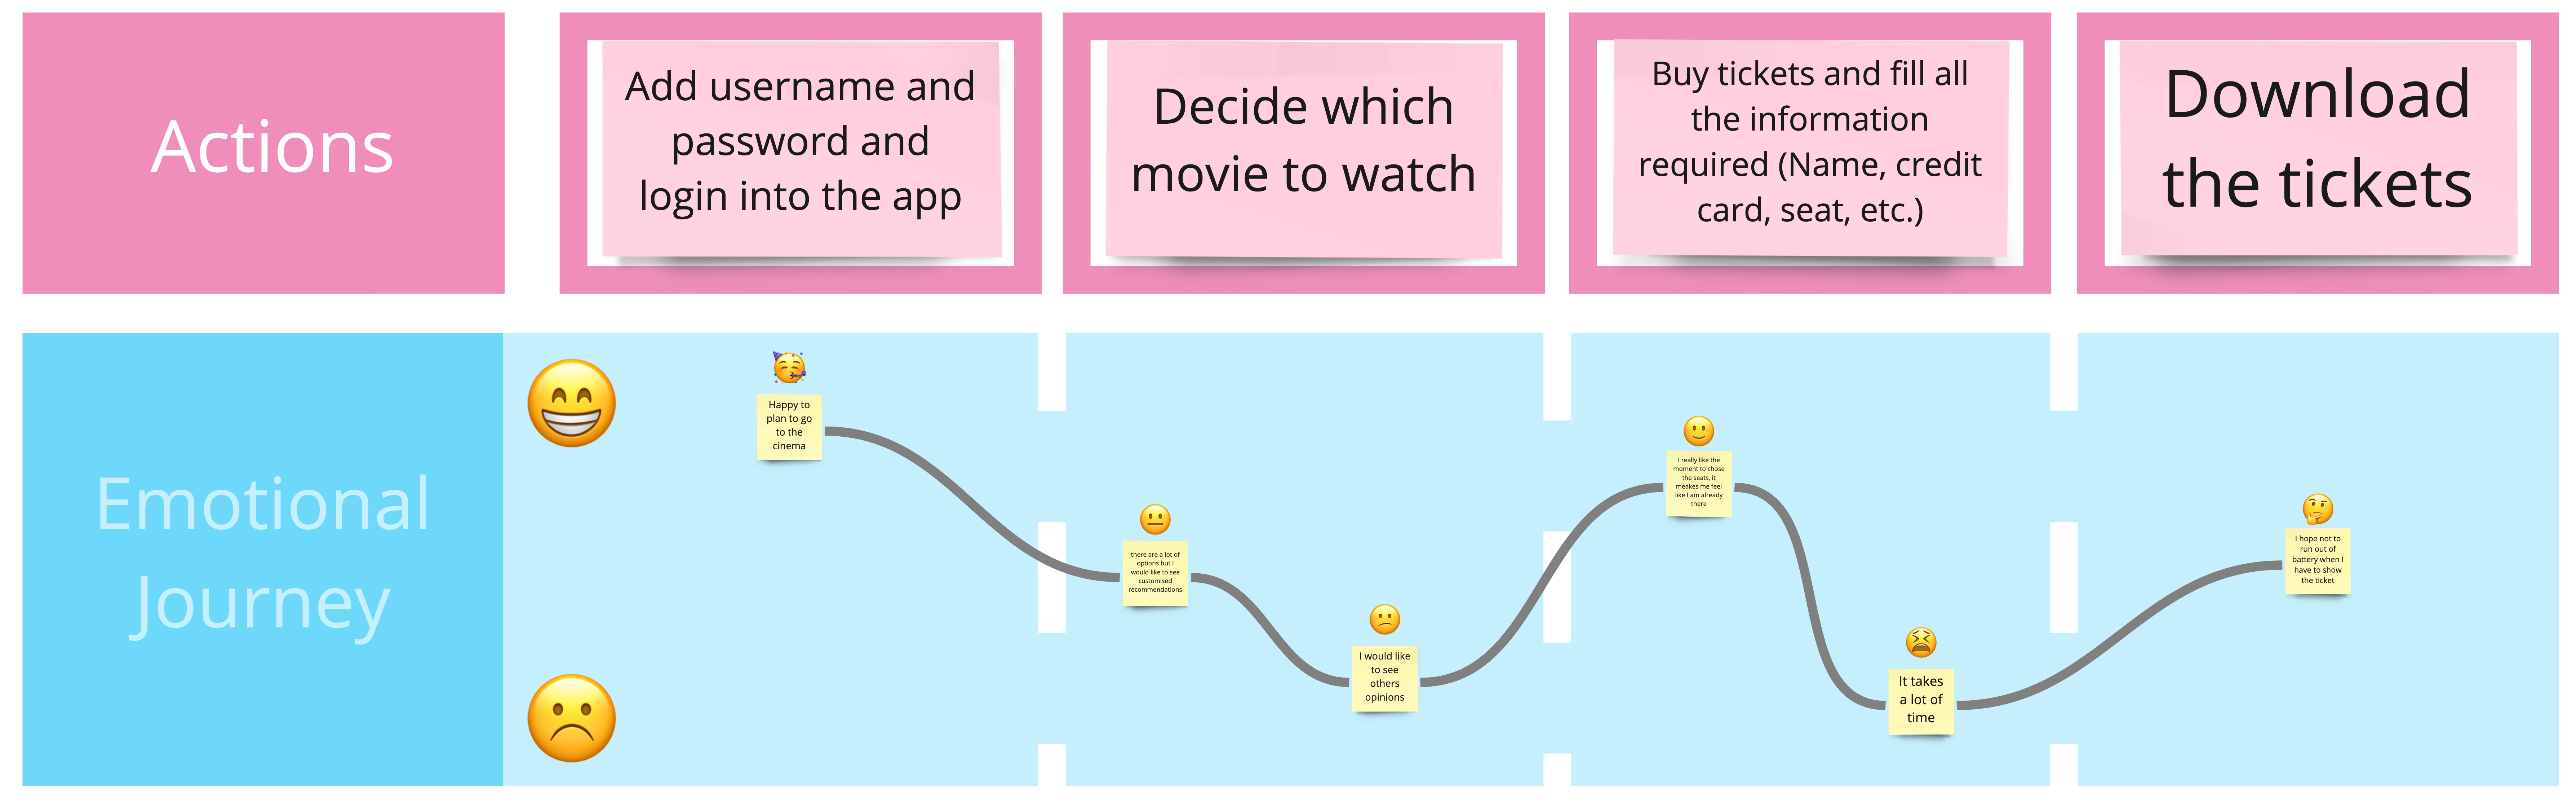 Actions
Add username and
password and
login into the app
Decide which
movie to watch
Buy tickets and fill all
the information
required (Name, credit
card, seat, etc.)
Download
the tickets
Emotional
Journey
Happy to
plan to go
to the
cinema
there are a lot of
options but I
would like to see
customised
recommendations
I would like
to see
others
opinions
I really like the
moment to chose
the seats, it
meakes me feel
like I am already
there
It takes
a lot of
time
I hope not to
run out of
battery when I
have to show
the ticket